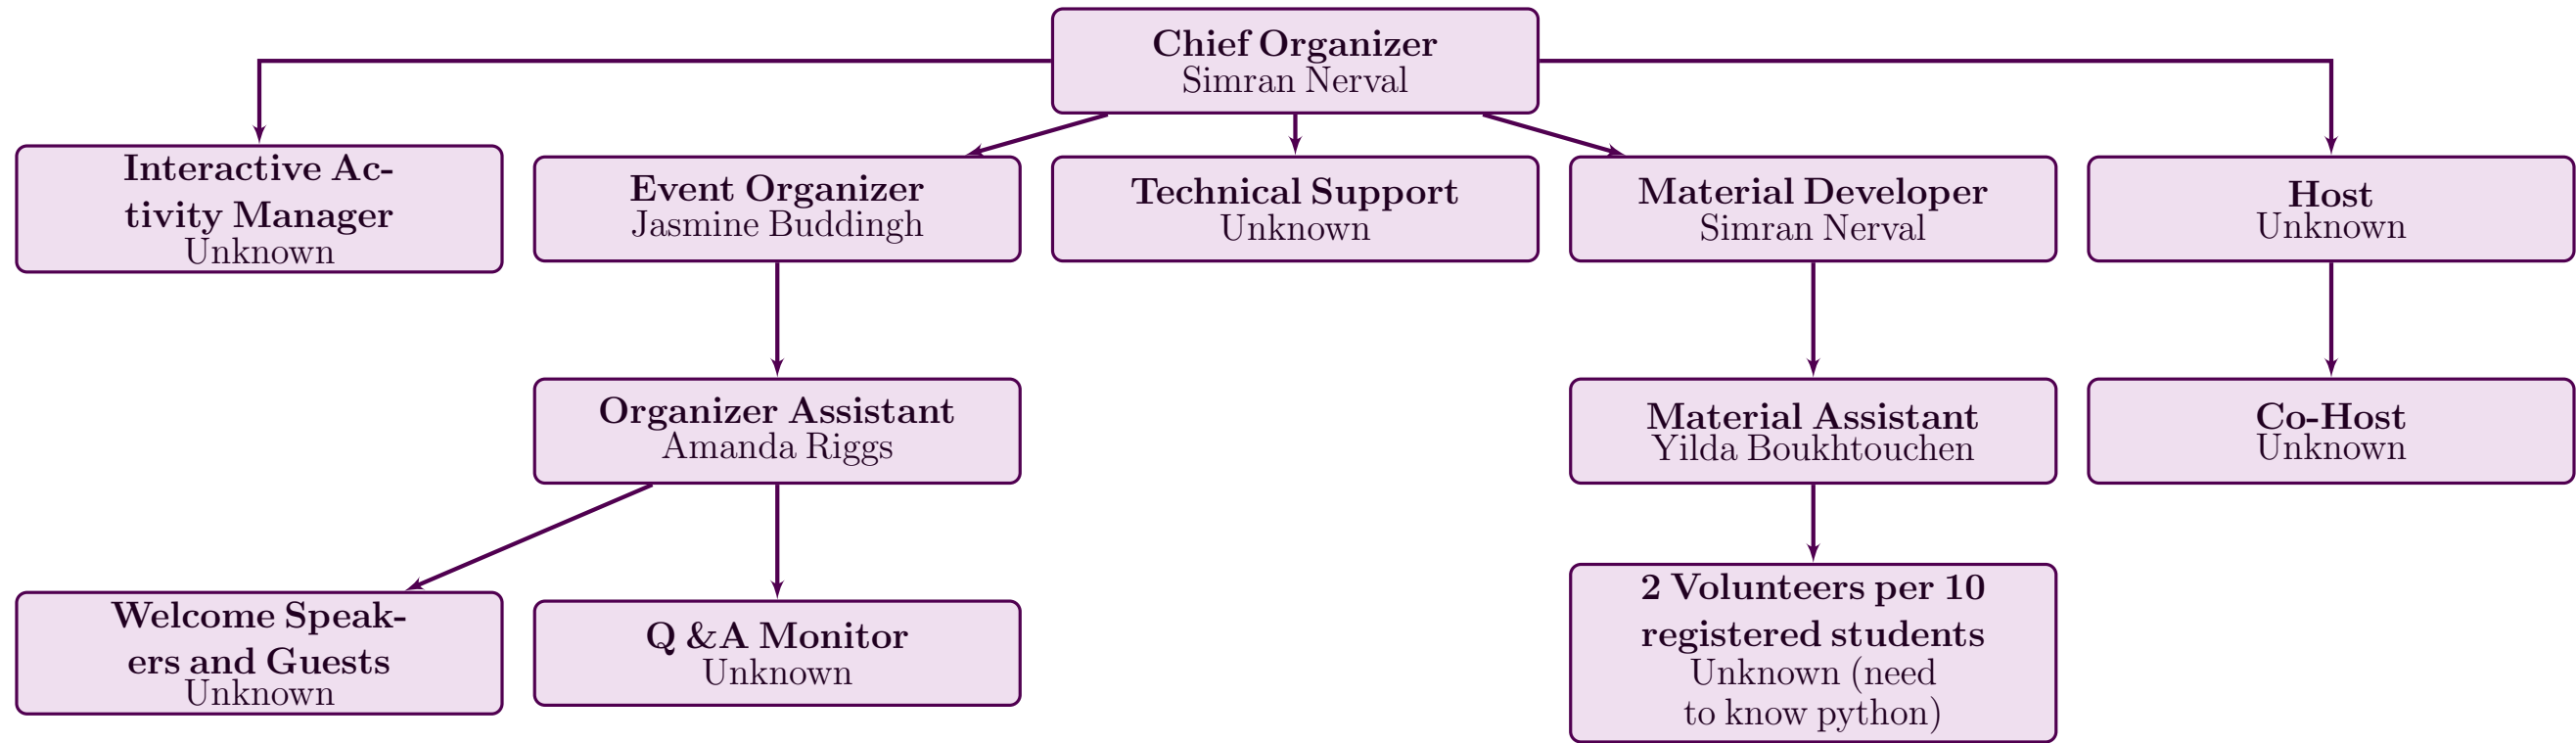 Chief Organizer
Simran Nerval
Interactive Ac-
tivity Manager
Unknown
Event Organizer
Jasmine Buddingh
Technical Support
Unknown
Material Developer
Simran Nerval
Host
Unknown
Organizer Assistant
Amanda Riggs
Material Assistant
Yilda Boukhtouchen
Co-Host
Unknown
Welcome Speak-
ers and Guests
Unknown
Q &A Monitor
Unknown
2 Volunteers per 10
registered students
Unknown (need
to know python)